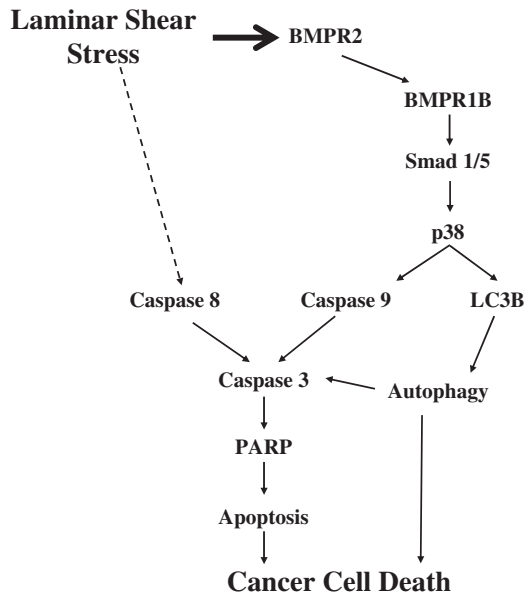 Laminar Shear
Stress
BMPR2
BMPR1B
Smad 1/5
p38
Caspase 8
Caspase 9
LC3B
Caspase 3
Autophagy
PARP
Apoptosis
Cancer Cell Death